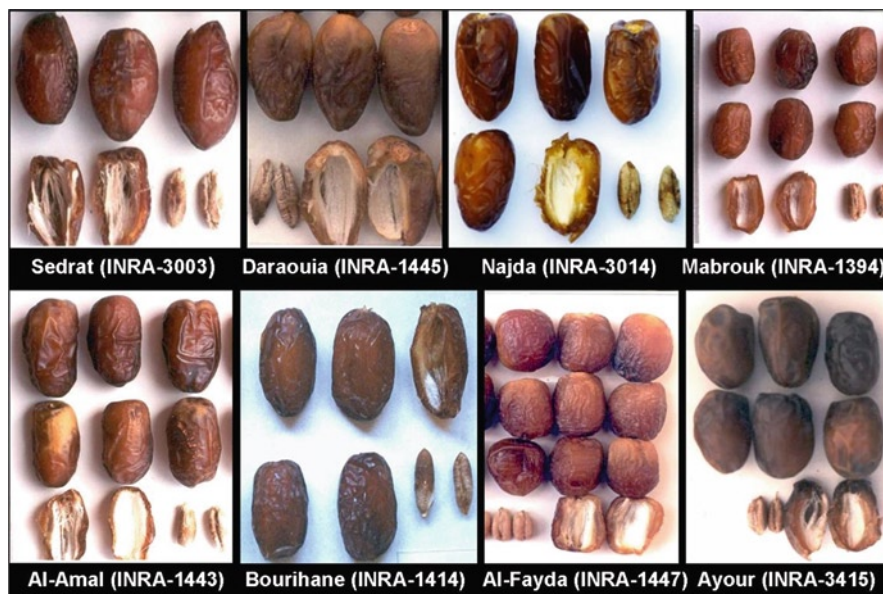 Sedrat (INRA-3003)
Daraouia (INRA-1445)
Najda (INRA-3014)
Mabrouk (INRA-1394)
Al-Amal (INRA-1443)
Bourihane (INRA-1414)
Al-Fayda (INRA-1447)
Ayour (INRA-3415)